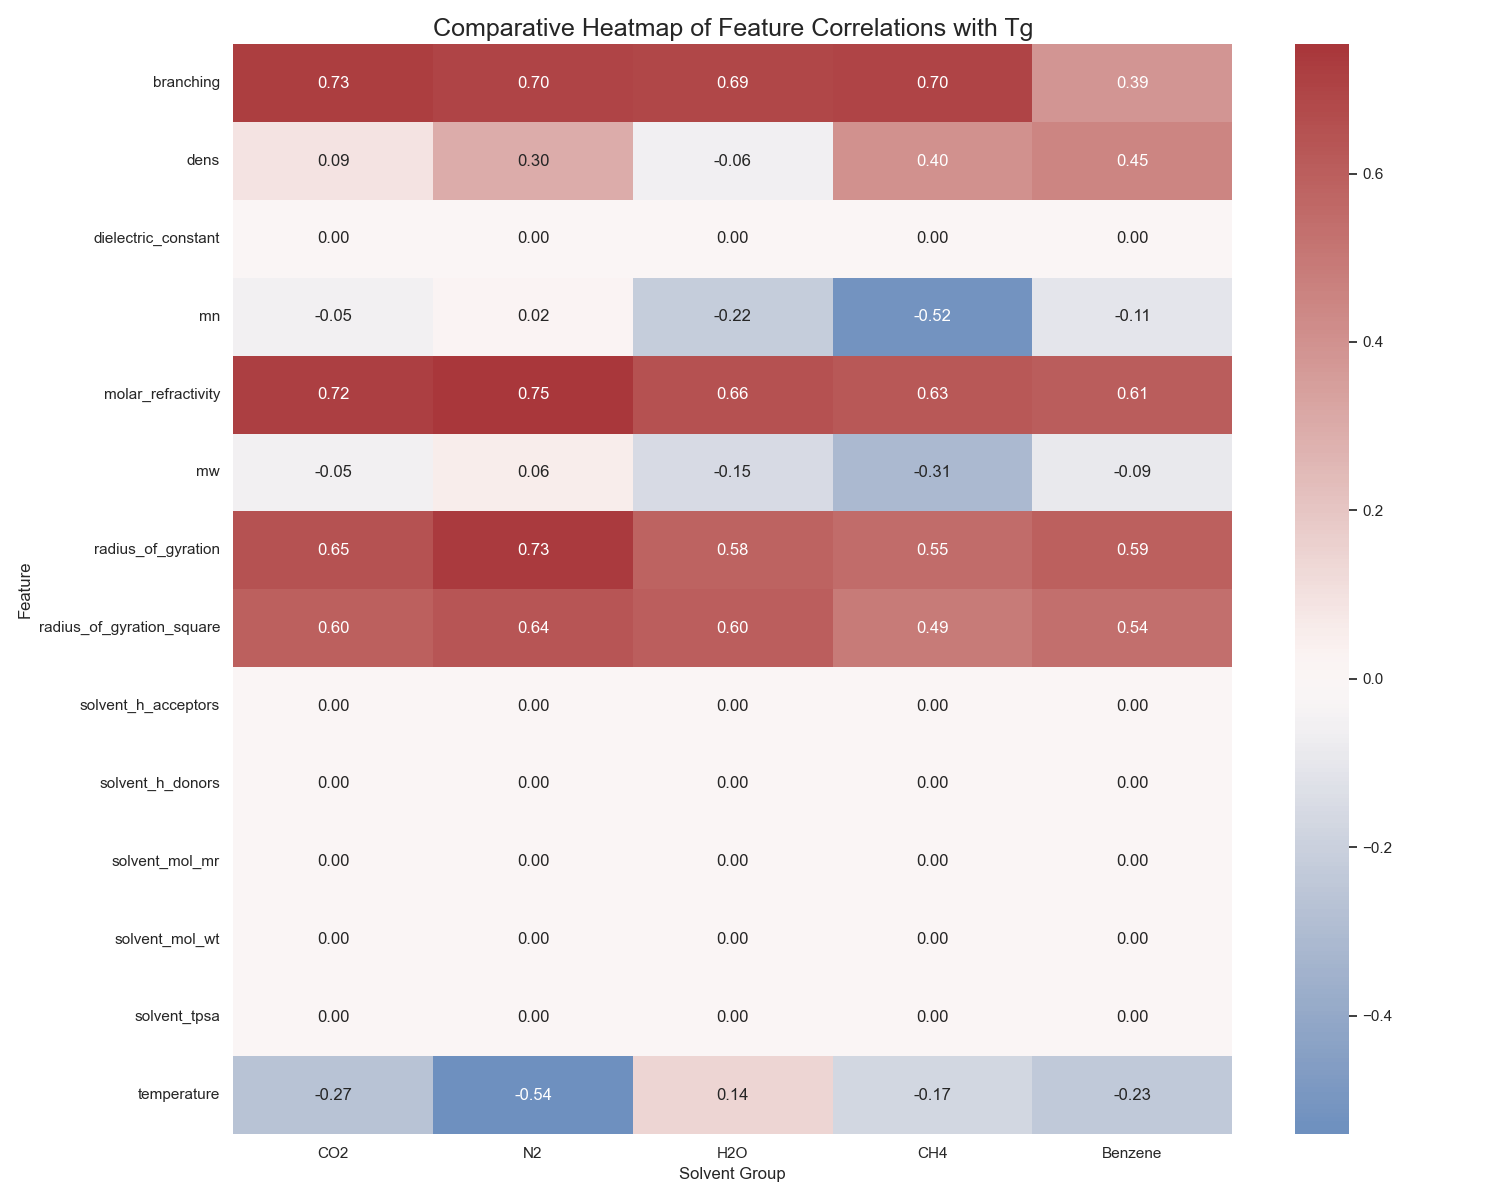 Comparative Heatmap of Feature Correlations with Tg
branching 0.73 0.70 0.69 0.70 0.39
dens 0.09 0.30 -0.06 0.40 0.45
dielectric_constant 0.00 0.00 0.00 0.00 0.00
mn -0.05 0.02 -0.22 -0.52 -0.11
molar_refractivity 0.72 0.75 0.66 0.63 0.61
mw -0.05 0.06 -0.15 -0.31 -0.09
radius_of_gyration 0.65 0.73 0.58 0.55 0.59
radius_of_gyration_square 0.60 0.64 0.60 0.49 0.54
solvent_h_acceptors 0.00 0.00 0.00 0.00 0.00
solvent_h_donors 0.00 0.00 0.00 0.00 0.00
solvent_mol_mr 0.00 0.00 0.00 0.00 0.00
solvent_mol_wt 0.00 0.00 0.00 0.00 0.00
solvent_tpsa 0.00 0.00 0.00 0.00 0.00
temperature -0.27 -0.54 0.14 -0.17 -0.23
CO2 N2 H2O CH4 Benzene
Solvent Group
Feature
0.6
0.4
0.2
0.0
−0.2
−0.4